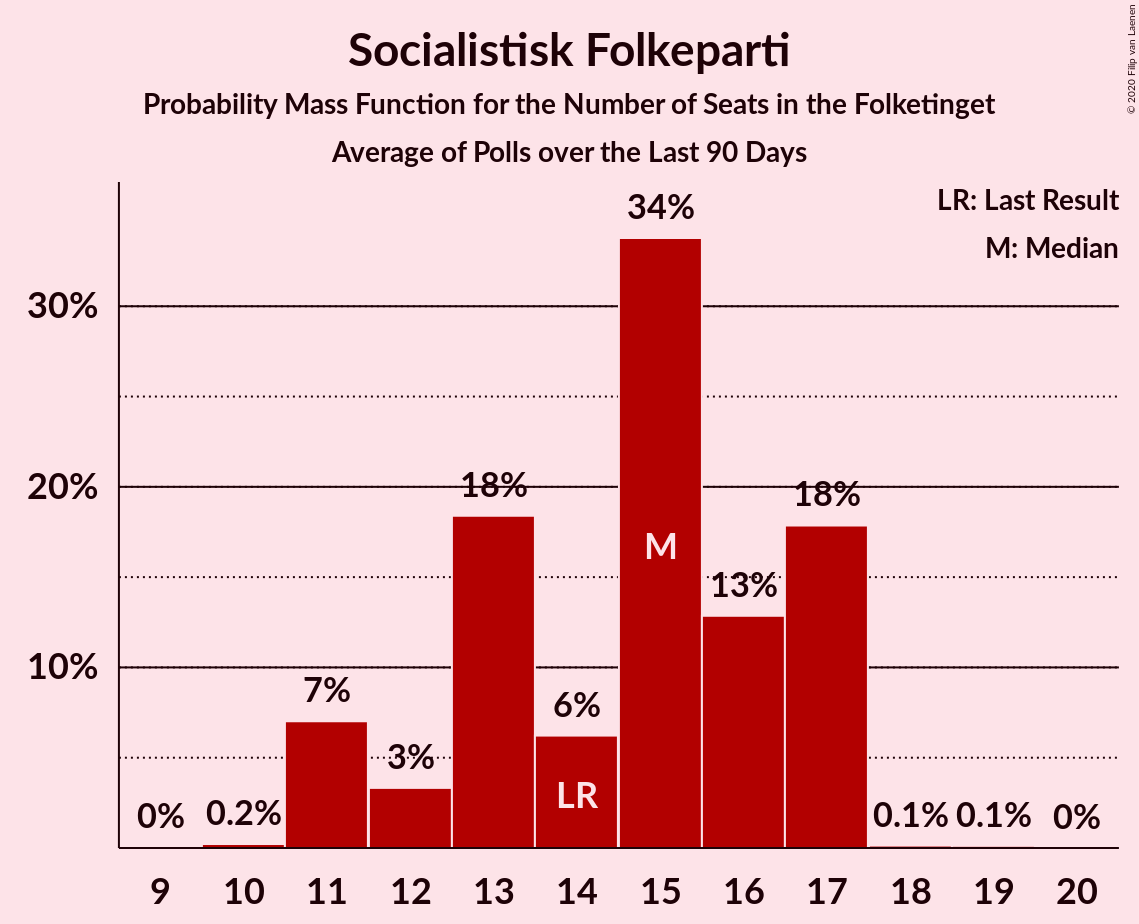 Socialistisk Folkeparti
Probability Mass Function for the Number of Seats in the Folketinget
Average of Polls over the Last 90 Days
© 2020 Filip van Laenen
LR: Last Result
M: Median
34%
30%
20%
18%
18%
M
13%
10%
7%
6%
3%
LR
0%
0.2%
0.1%
0.1%
0%
9 10 11 12 13 14 15 16 17 18 19 20